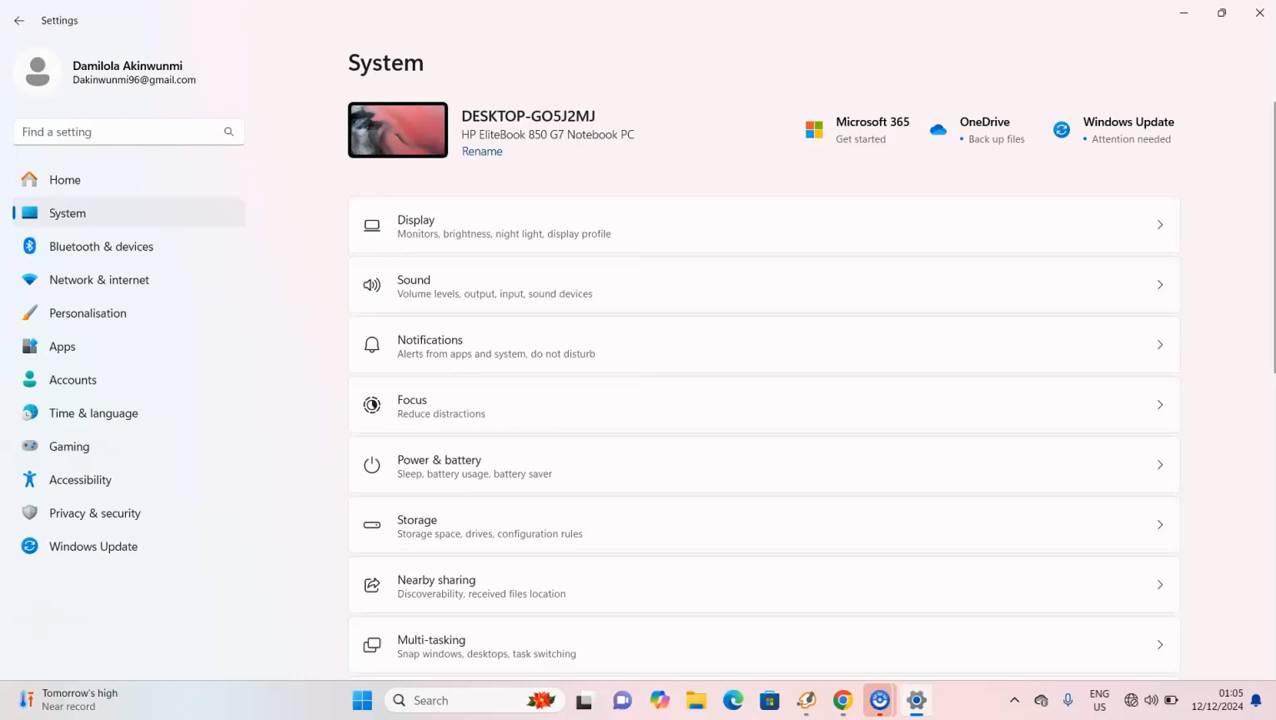 Settings
Damilola Akinwunmi
Dakinwunmi96@gmail.com
Find a setting
Home
System
Bluetooth & devices
Network & internet
Personalisation
Apps
Accounts
Time & language
Gaming
Accessibility
Privacy & security
Windows Update
System
DESKTOP-GO5J2MJ
HP EliteBook 850 G7 Notebook PC
Rename
Microsoft 365
Get started
OneDrive
• Back up files
Windows Update
• Attention needed
Display
Monitors, brightness, night light, display profile
Sound
Volume levels, output, input, sound devices
Notifications
Alerts from apps and system, do not disturb
Focus
Reduce distractions
Power & battery
Sleep, battery usage, battery saver
Storage
Storage space, drives, configuration rules
Nearby sharing
Discoverability, received files location
Multi-tasking
Snap windows, desktops, task switching
Tomorrow's high
Near record
Search
ENG
US
01:05
12/12/2024